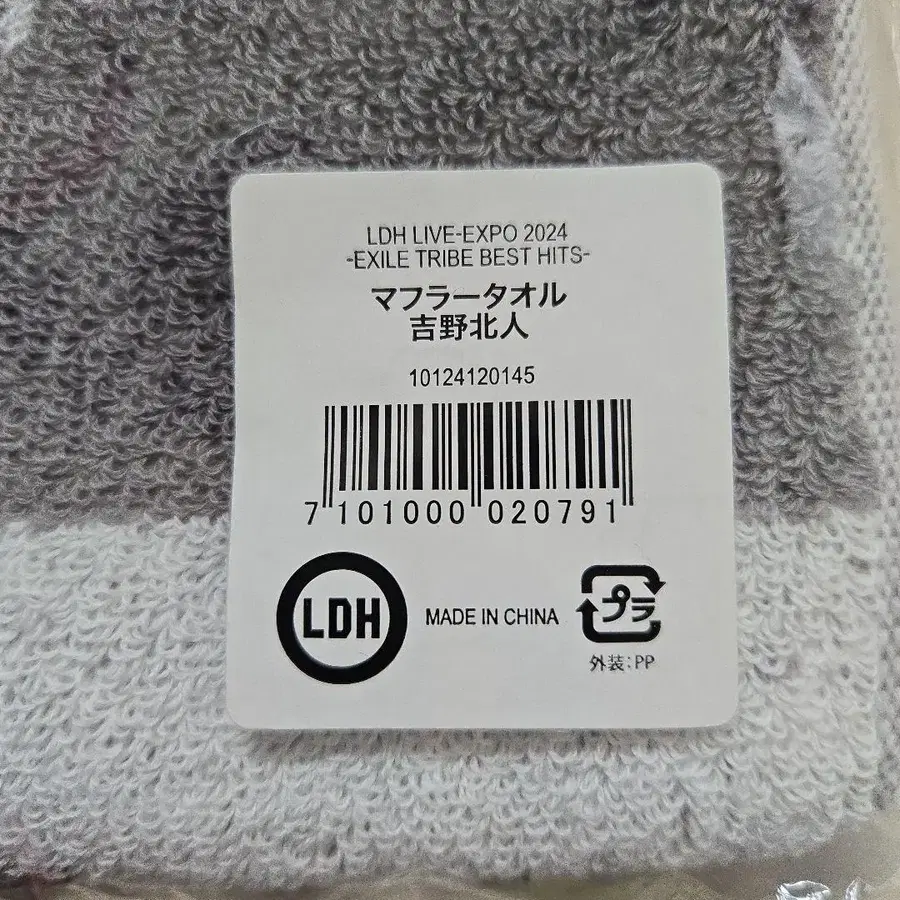 LDH LIVE-EXPO 2024
-EXILE TRIBE BEST HITS-
マフラータオル
吉野北人
10124120145
7 101000 020791
LDH
MADE IN CHINA
プラ
外装:PP